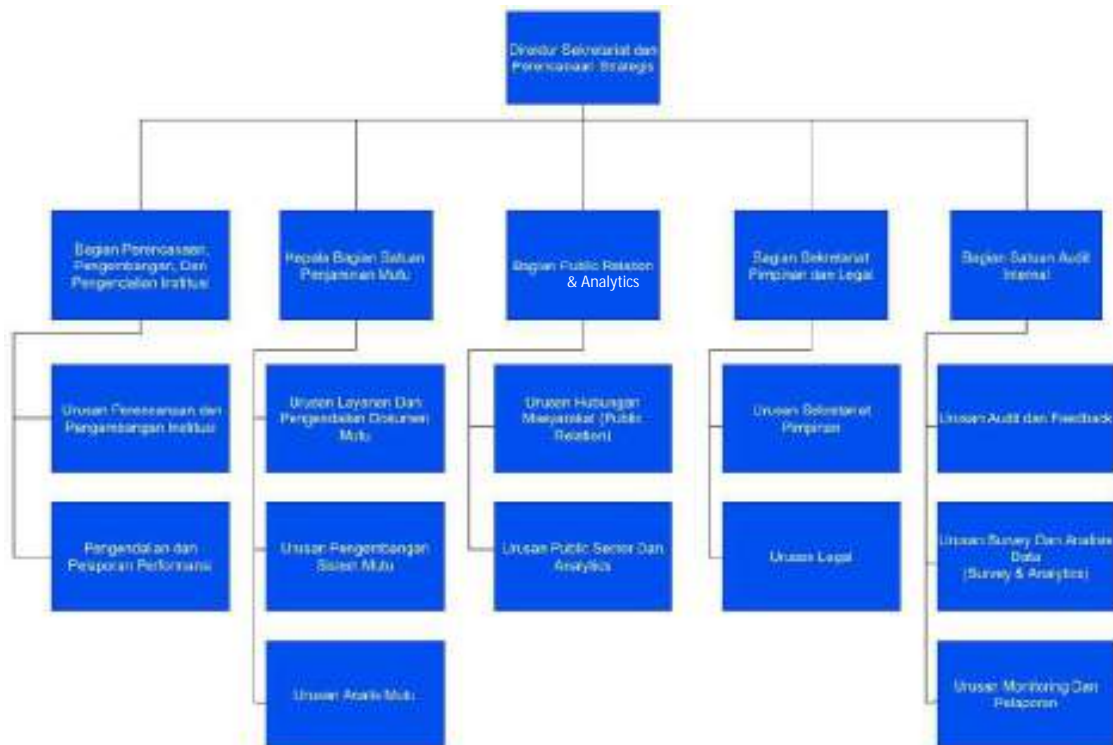 Direktur Sekretariat dan
Perencanaan Strategis
Bagian Perencanaan,
Pengembangan, Dan
Pengendalian Institusi
Kepala Bagian Satuan
Penjaminan Mutu
Bagian Public Relation
& Analytics
Bagian Sekretariat
Pimpinan dan Legal
Bagian Satuan Audit
Internal
Urusan Perencanaan dan
Pengembangan Institusi
Urusan Layanan Dan
Pengendalian Dokumen
Mutu
Urusan Hubungan
Masyarakat (Public
Relation)
Urusan Sekretariat
Pimpinan
Urusan Audit dan Feedback
Pengendalian dan
Pelaporan Performansi
Urusan Pengembangan
Sistem Mutu
Urusan Public Sector Dan
Analytics
Urusan Legal
Urusan Survey Dan Analisis
Data
(Survey & Analytics)
Urusan Analis Mutu
Urusan Monitoring Dan
Pelaporan